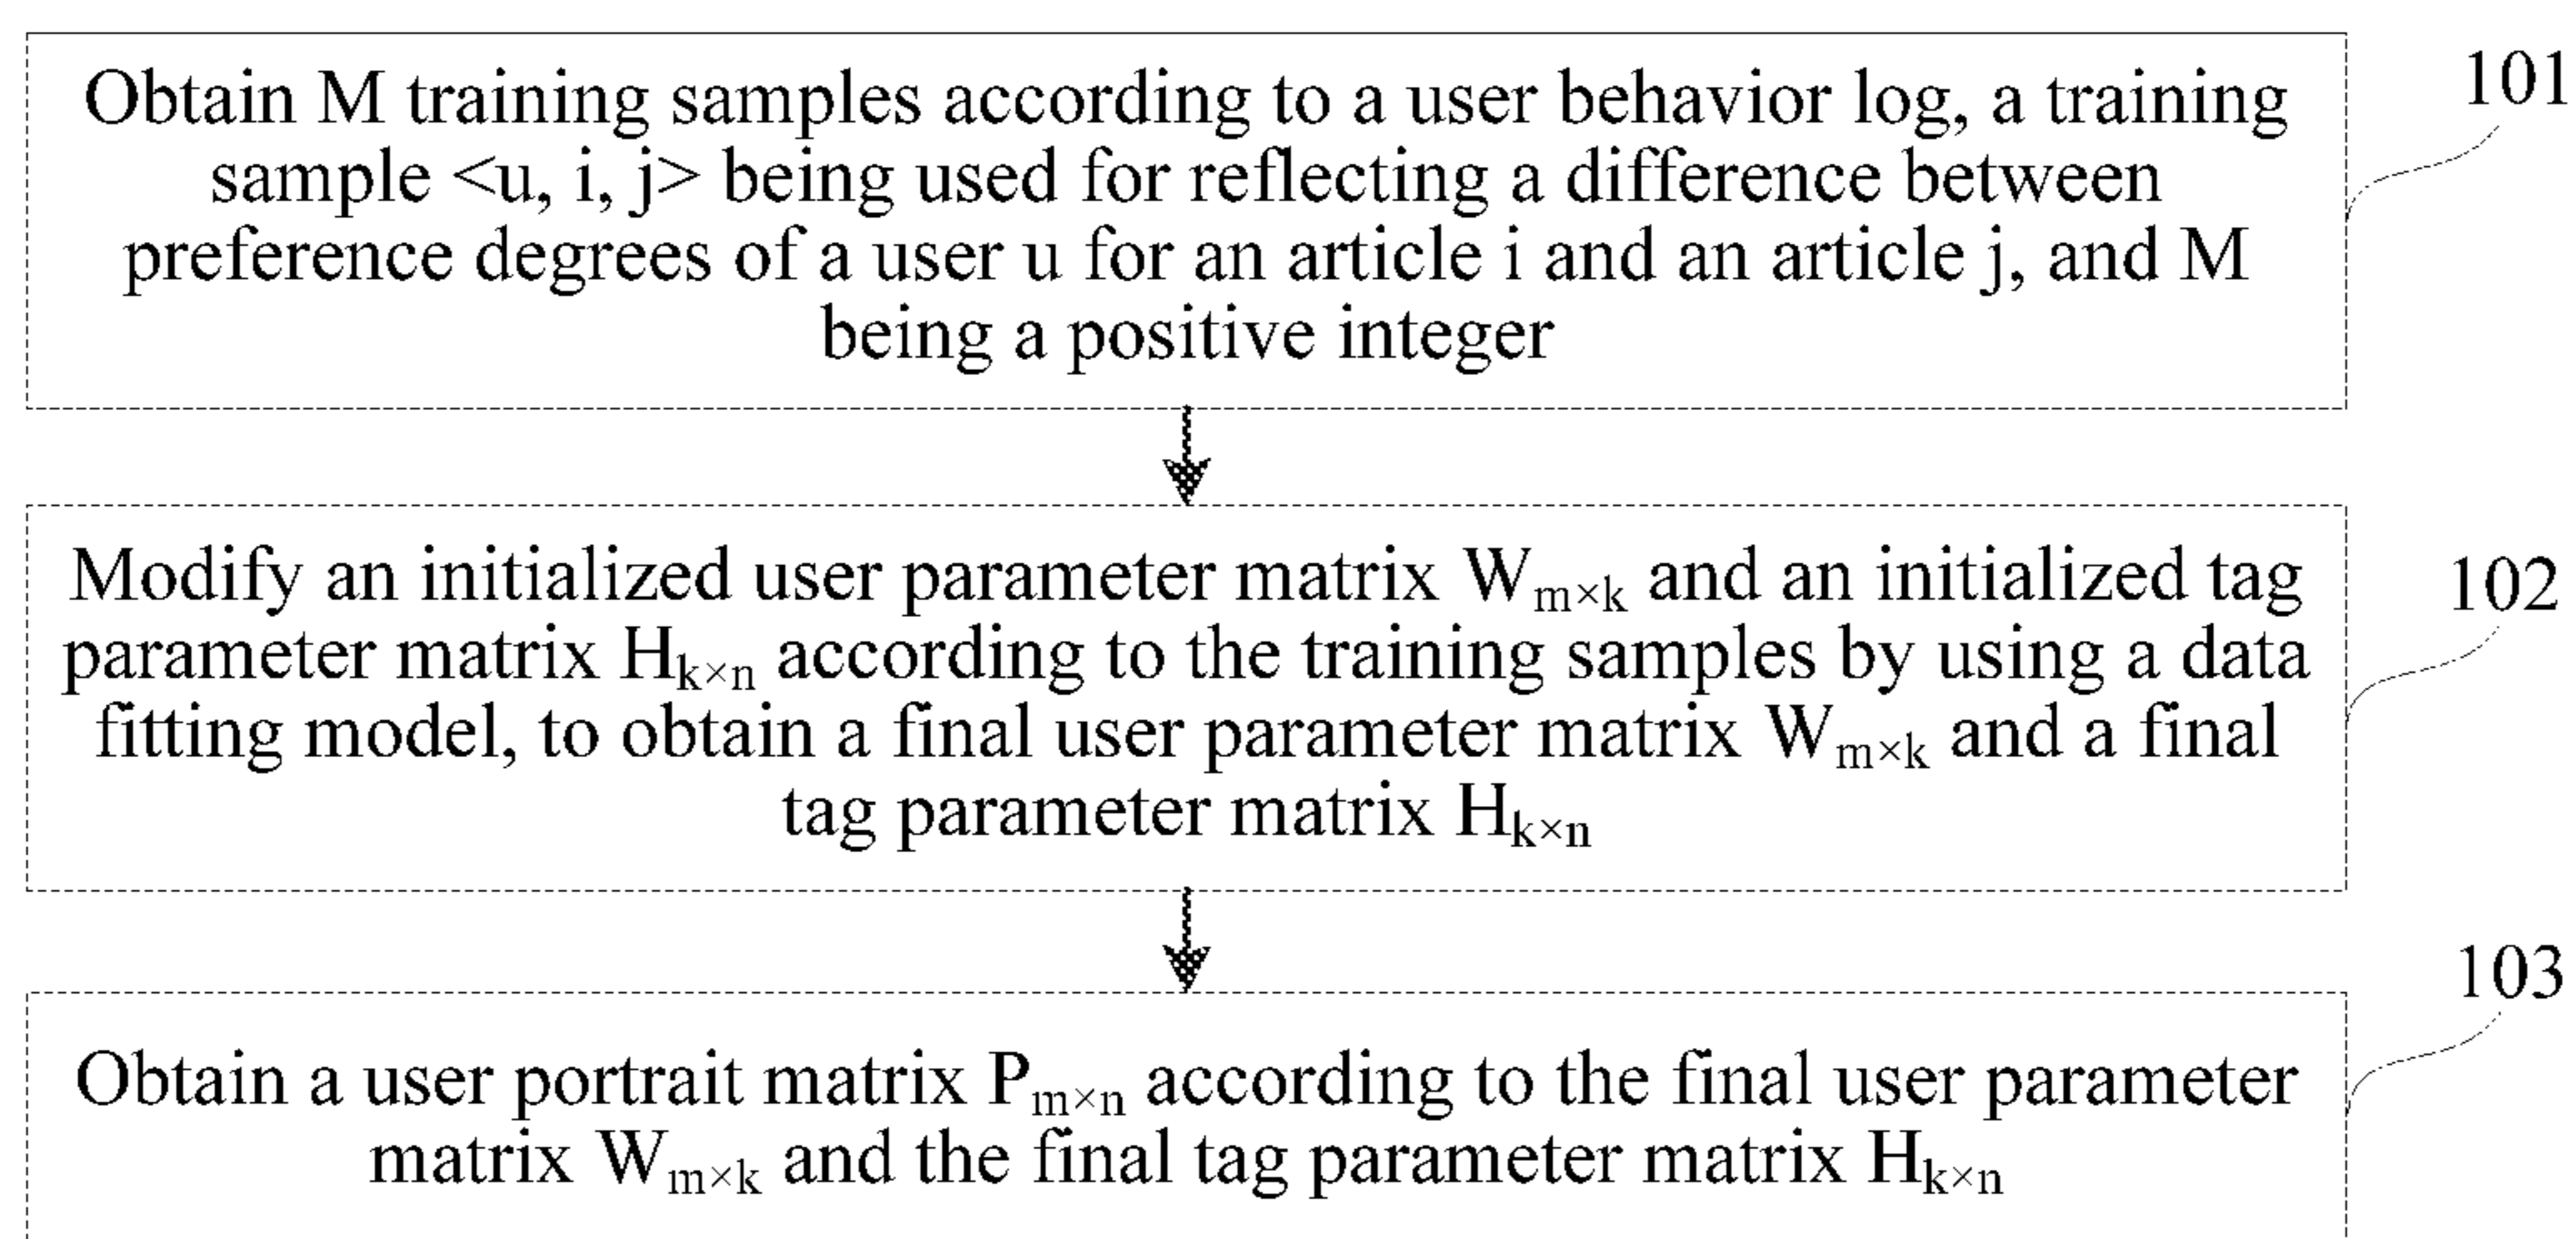 Obtain M training samples according to a user behavior log, a training
sample <u, i, j> being used for reflecting a difference between
preference degrees of a user u for an article i and an article j, and M
being a positive integer
101
Modify an initialized user parameter matrix Wm×k and an initialized tag
parameter matrix Hk×n according to the training samples by using a data
fitting model, to obtain a final user parameter matrix Wm×k and a final
tag parameter matrix Hk×n
102
Obtain a user portrait matrix Pm×n according to the final user parameter
matrix Wm×k and the final tag parameter matrix Hk×n
103